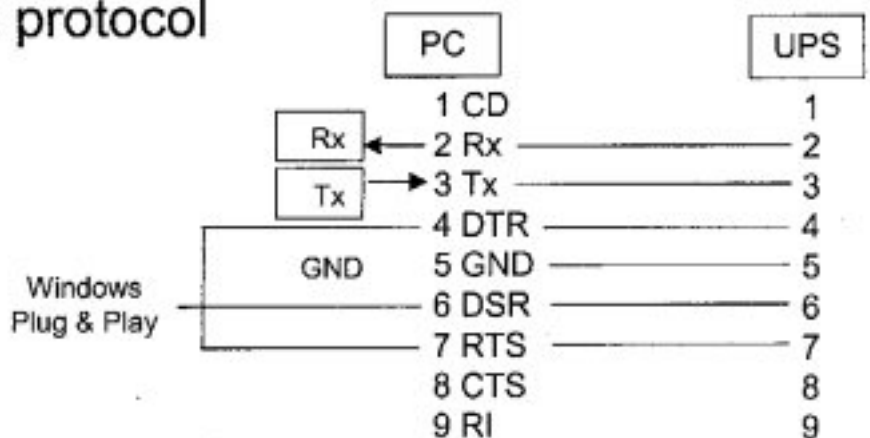 protocol
PC UPS
1 CD 1
Rx 2 Rx 2
Tx 3 Tx 3
4 DTR 4
GND 5 GND 5
Windows
Plug & Play
6 DSR 6
7 RTS 7
8 CTS 8
9 RI 9